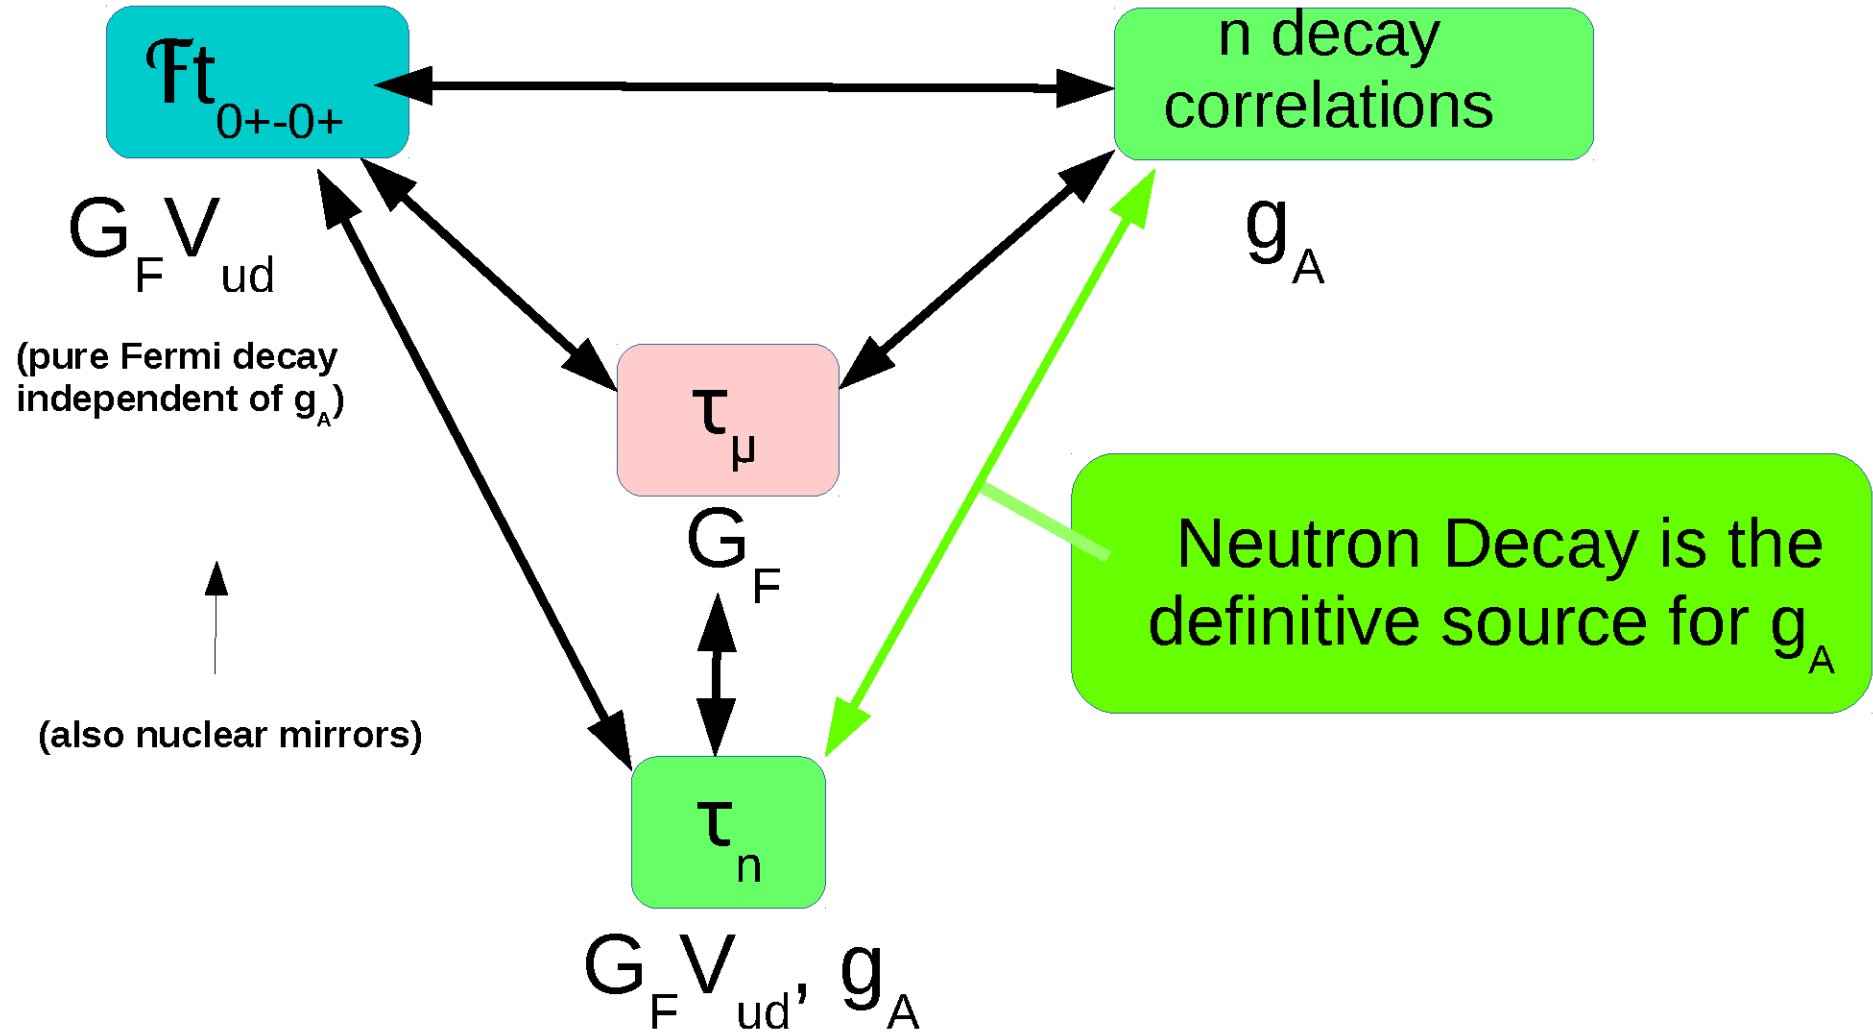 ℱt0+-0+
n decay
correlations
GFVud
gA
(pure Fermi decay
independent of gA)
τμ
GF
Neutron Decay is the
definitive source for gA
(also nuclear mirrors)
τn
GFVud, gA